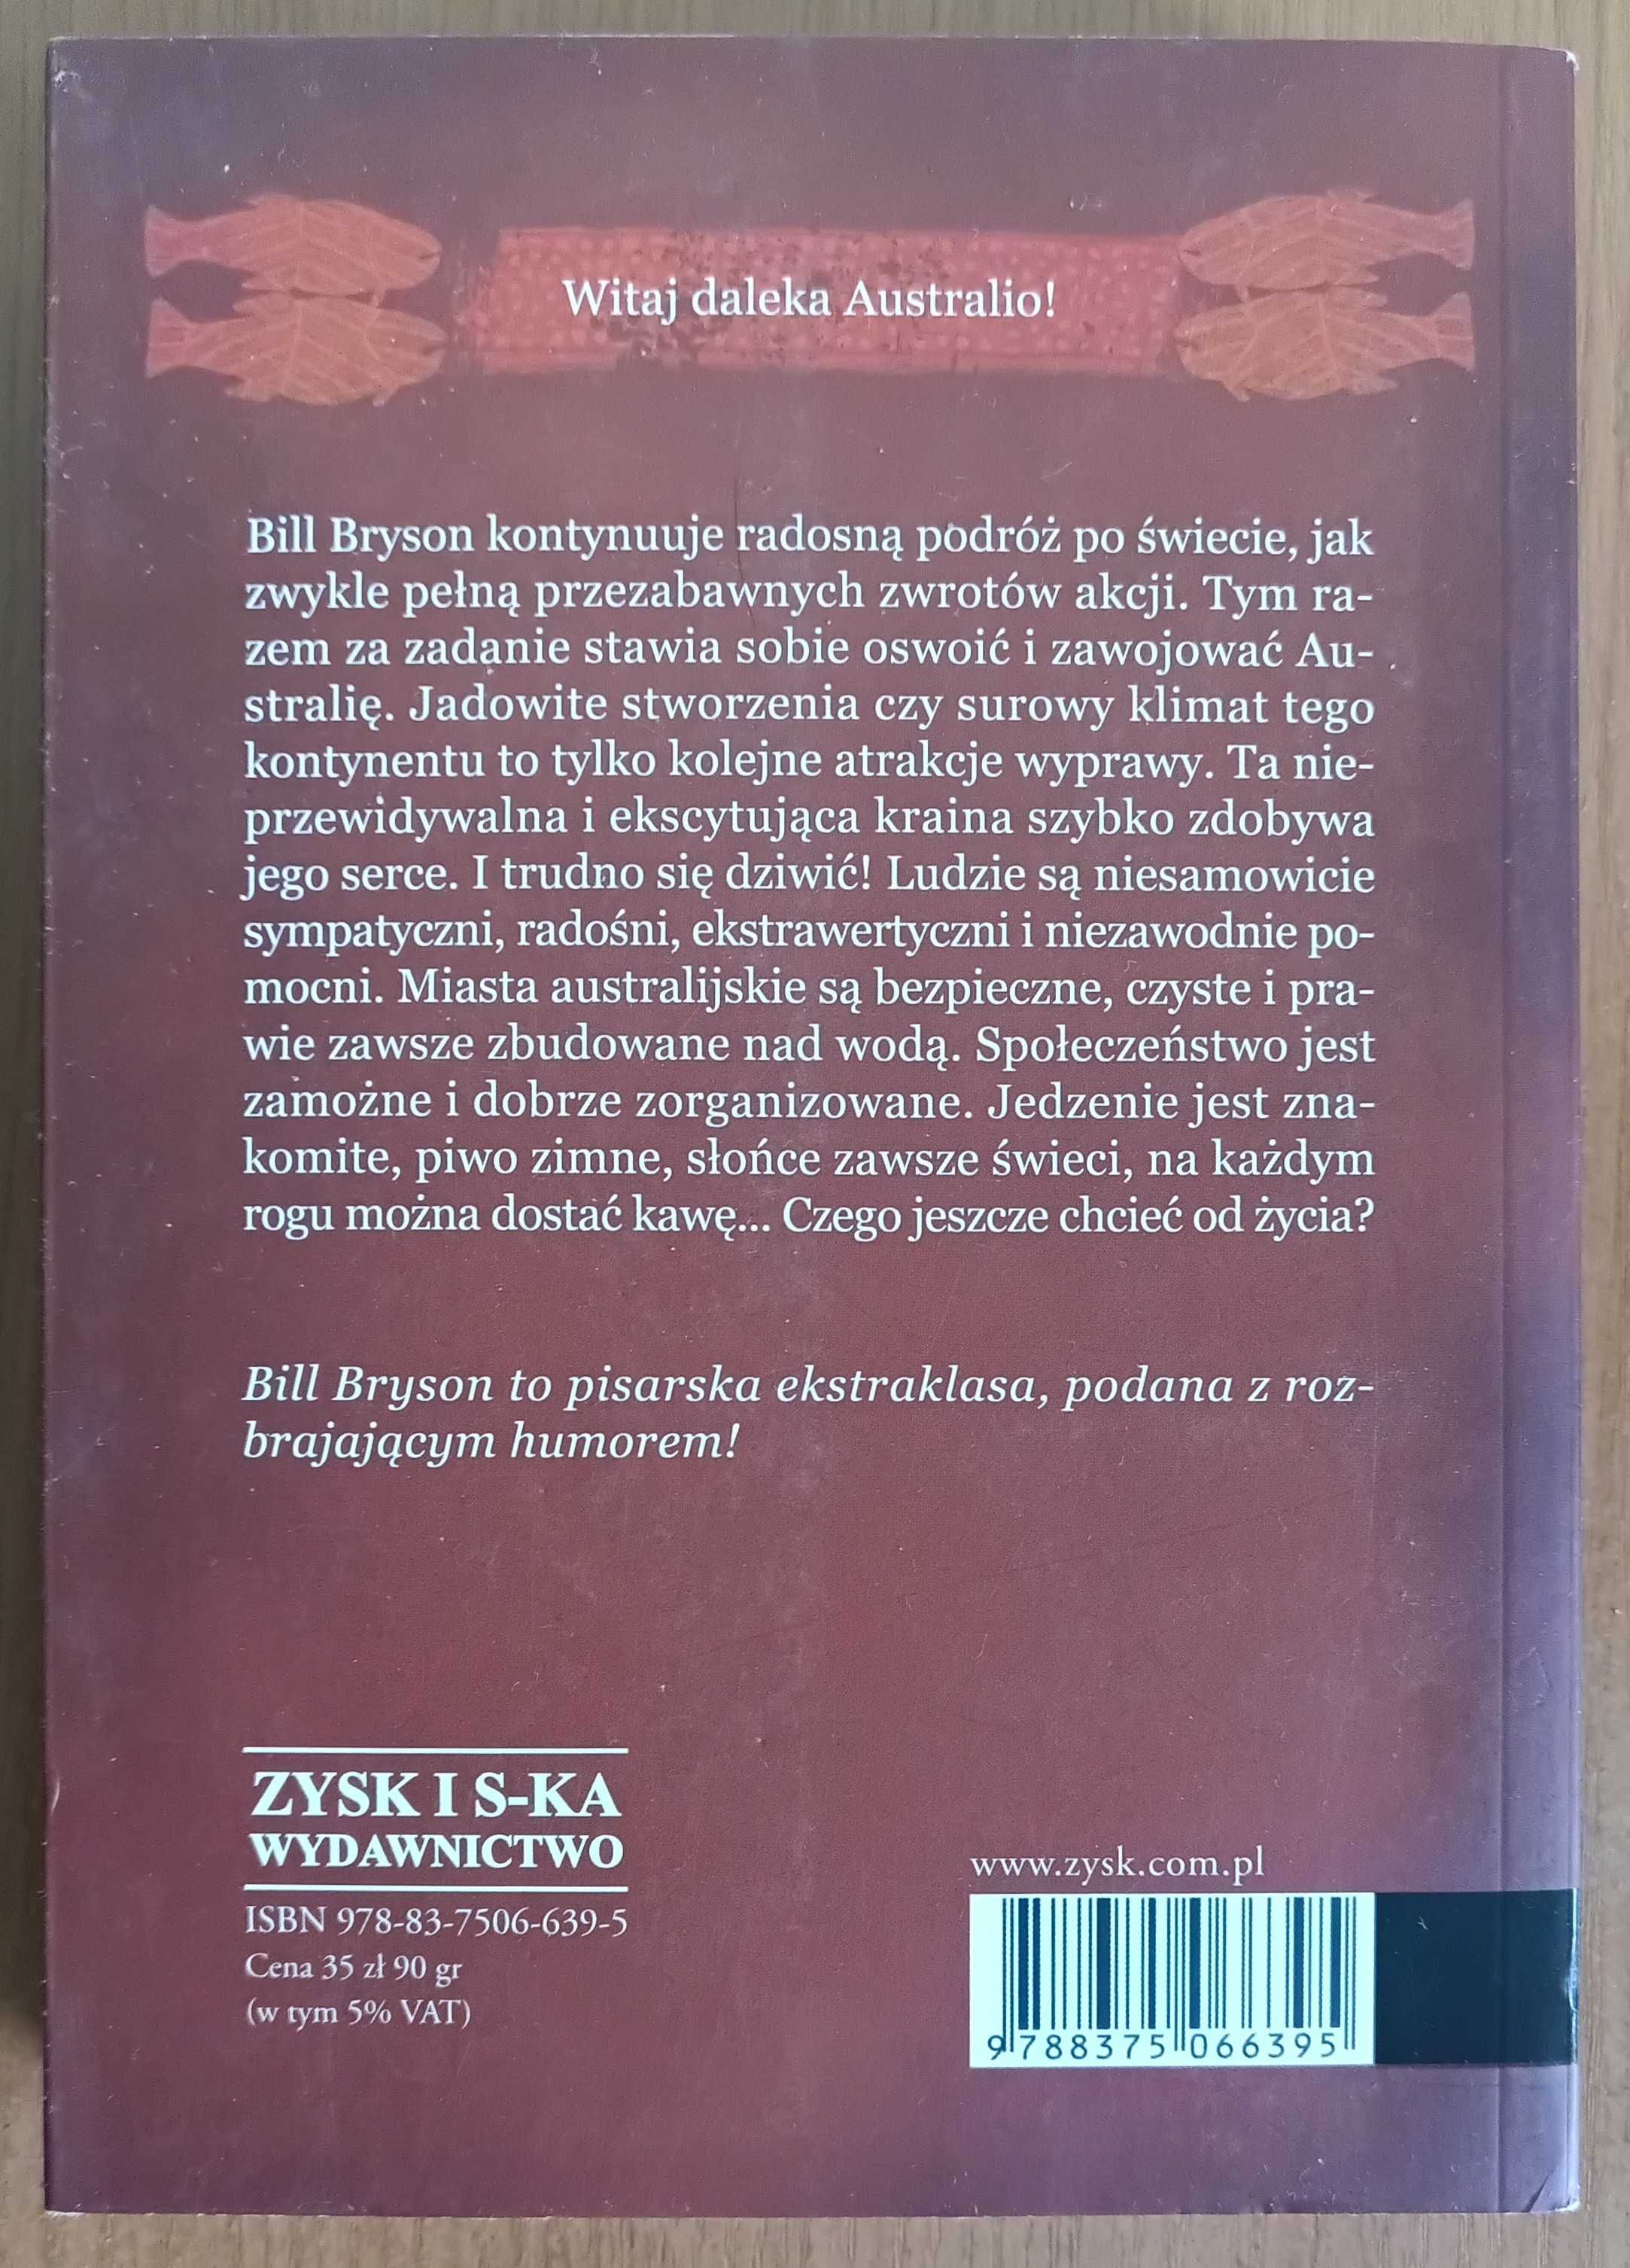 Witaj daleka Australio!
Bill Bryson kontynuuje radosną podróż po świecie, jak
zwykle pełną przezabawnych zwrotów akcji. Tym ra-
zem za zadanie stawia sobie oswoić i zawojować Au-
stralię. Jadowite stworzenia czy surowy klimat tego
kontynentu to tylko kolejne atrakcje wyprawy. Ta nie-
przewidywalna i ekscytująca kraina szybko zdobywa
jego serce. I trudno się dziwić! Ludzie są niesamowicie
sympatyczni, radośni, ekstrawertyczni i niezawodnie po-
mocni. Miasta australijskie są bezpieczne, czyste i pra-
wie zawsze zbudowane nad wodą. Społeczeństwo jest
zamożne i dobrze zorganizowane. Jedzenie jest zna-
komite, piwo zimne, słońce zawsze świeci, na każdym
rogu można dostać kawę... Czego jeszcze chcieć od życia?
Bill Bryson to pisarska ekstraklasa, podana z roz-
brajającym humorem!
ZYSK I S-KA
WYDAWNICTWO
ISBN 978-83-7506-639-5
Cena 35 zł 90 gr
(w tym 5% VAT)
www.zysk.com.pl
9 788375 066395